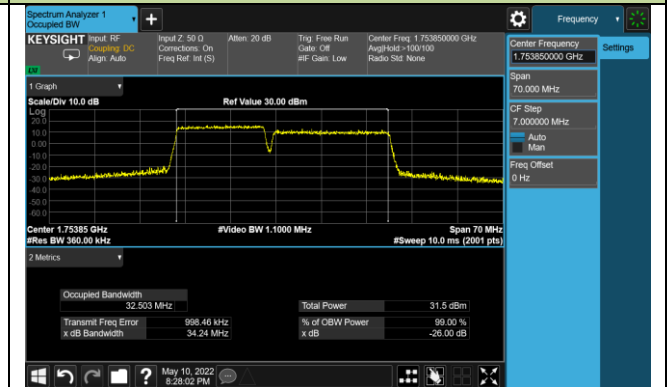 Spectrum Analyzer 1
Occupied BW
+
Frequency
KEYSIGHT
Input: RF
Coupling: DC
Align: Auto
Input Z: 50 Ω
Corrections: On
Freq Ref: Int (S)
Atten: 20 dB
Trig: Free Run
Gate: Off
#IF Gain: Low
Center Freq: 1.753850000 GHz
Avg|Hold:>100/100
Radio Std: None
LV
Center Frequency
1.753850000 GHz
Settings
Span
70.000 MHz
CF Step
7.000000 MHz
Auto
Man
Freq Offset
0 Hz
1 Graph
Scale/Div 10.0 dB
Ref Value 30.00 dBm
Log
20.0
10.0
0.00
-10.0
-20.0
-30.0
-40.0
-50.0
-60.0
Center 1.75385 GHz
#Video BW 1.1000 MHz
Span 70 MHz
#Res BW 360.00 kHz
#Sweep 10.0 ms (2001 pts)
2 Metrics
Occupied Bandwidth
32.503 MHz
Total Power
31.5 dBm
Transmit Freq Error
998.46 kHz
% of OBW Power
99.00 %
x dB Bandwidth
34.24 MHz
x dB
-26.00 dB
?
May 10, 2022
8:28:02 PM